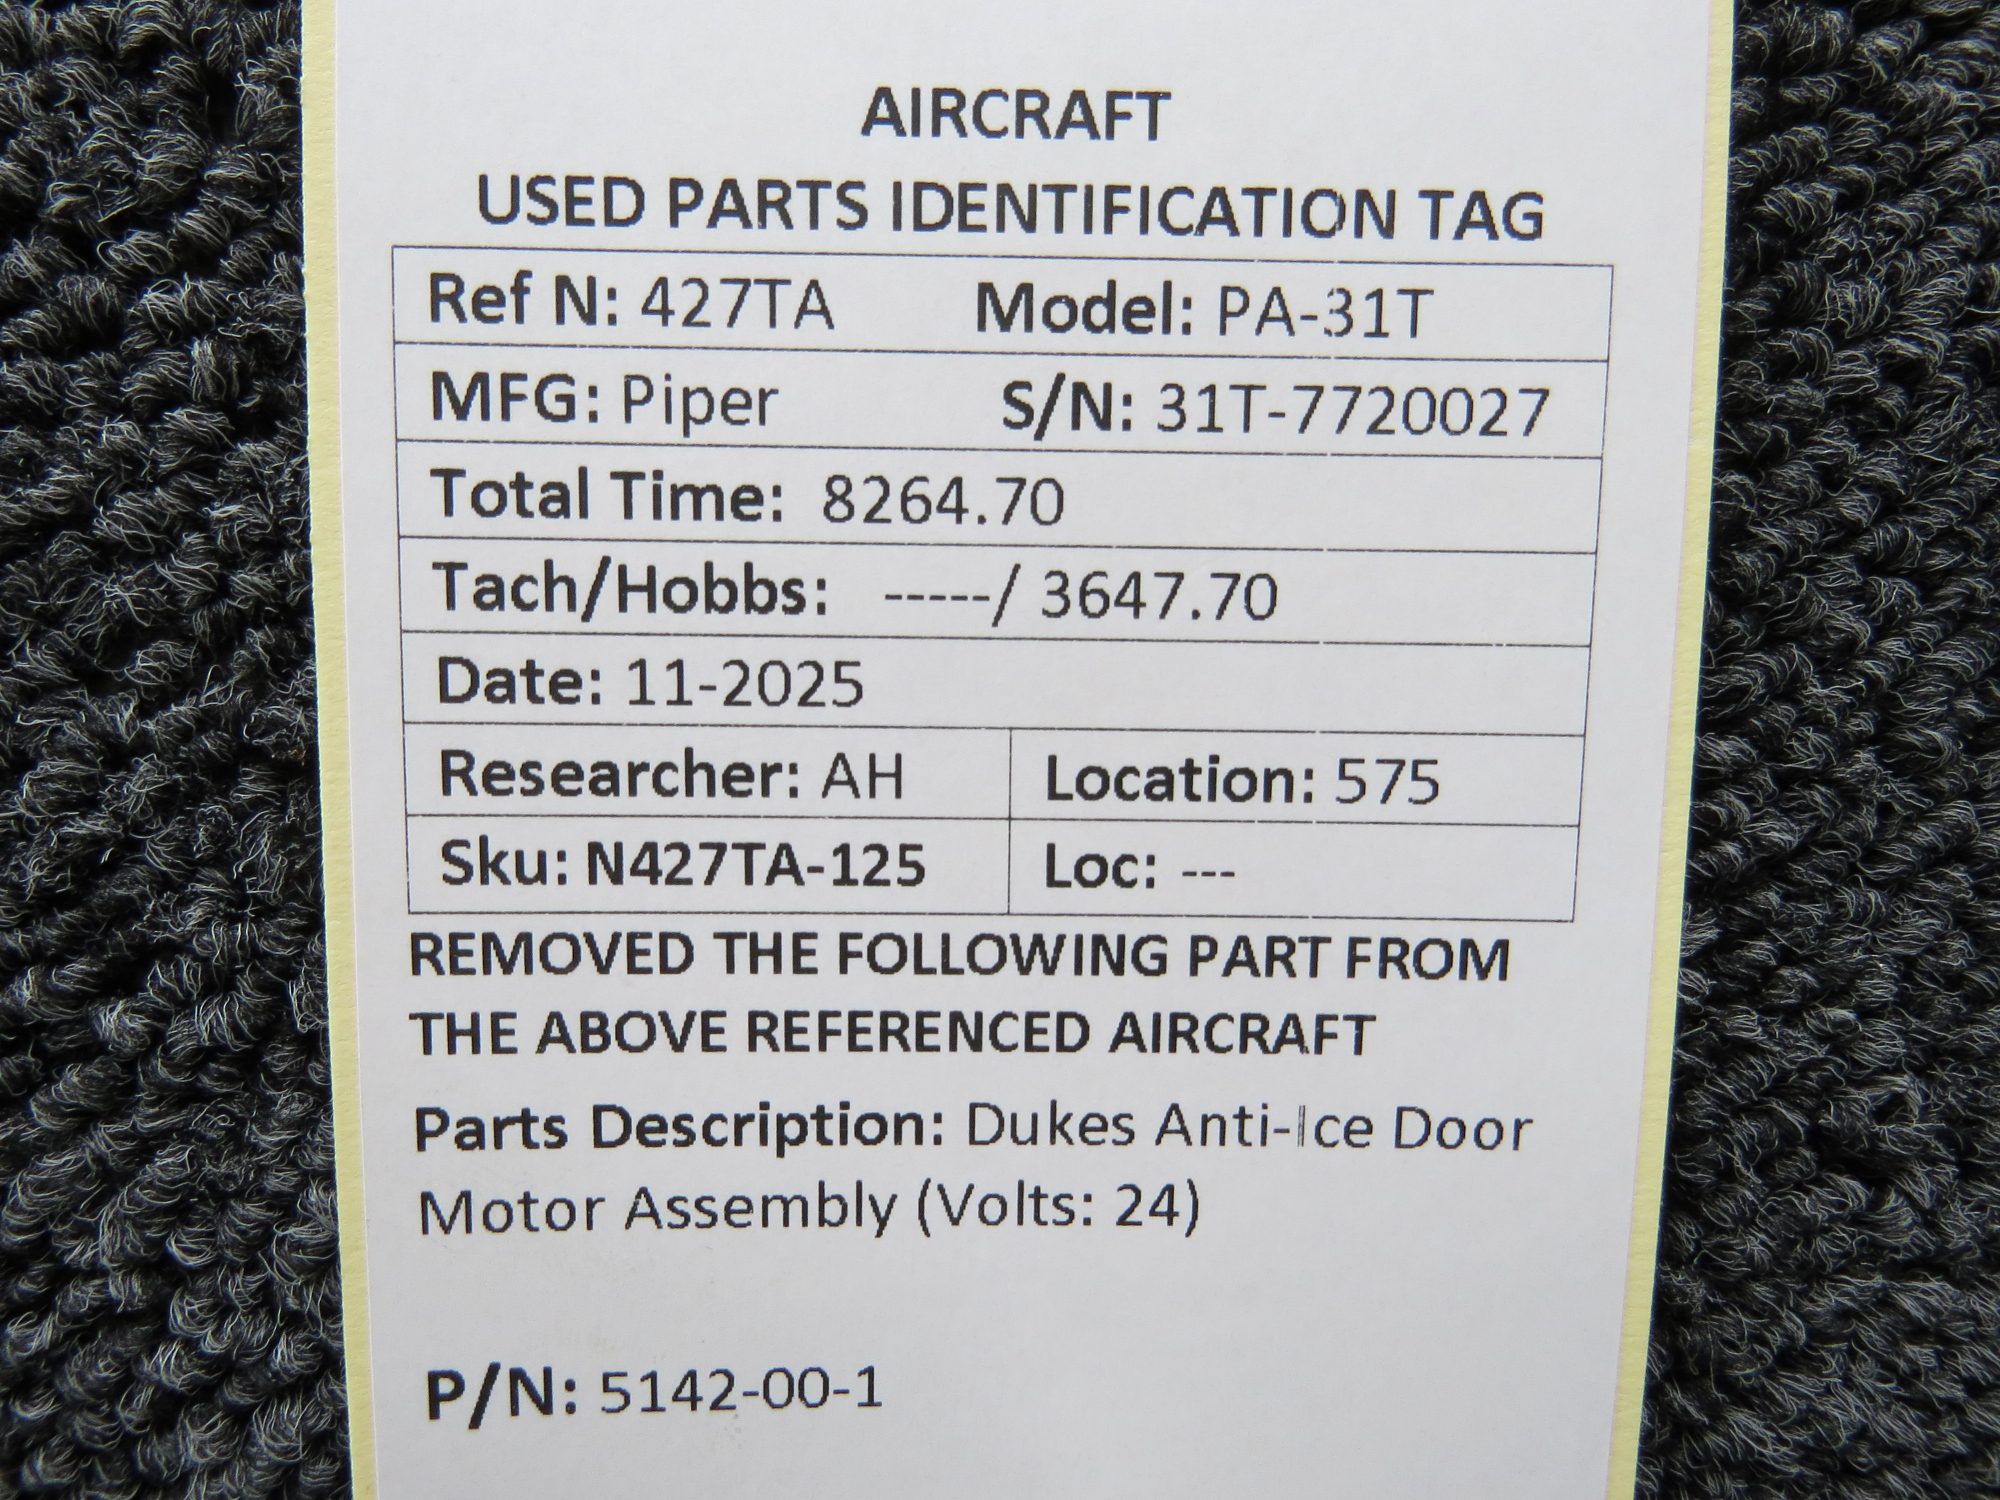 AIRCRAFT
USED PARTS IDENTIFICATION TAG
Ref N: 427TA Model: PA-31T
MFG: Piper S/N: 31T-7720027
Total Time: 8264.70
Tach/Hobbs: -----/ 3647.70
Date: 11-2025
Researcher: AH Location: 575
Sku: N427TA-125 Loc: ---
REMOVED THE FOLLOWING PART FROM
THE ABOVE REFERENCED AIRCRAFT
Parts Description: Dukes Anti-Ice Door
Motor Assembly (Volts: 24)
P/N: 5142-00-1